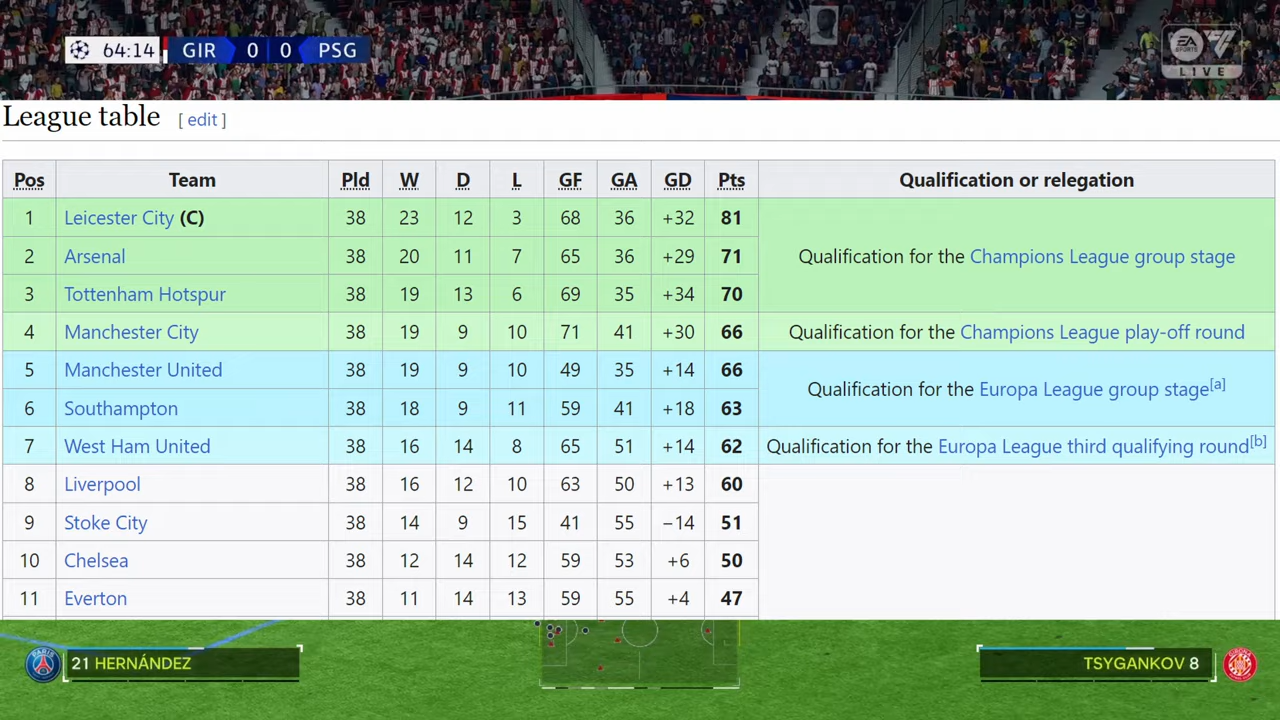 64:14 GIR 0 0 PSG
EA SPORTS
LIVE
League table [ edit ]
Pos Team Pld W D L GF GA GD Pts Qualification or relegation
1 Leicester City (C) 38 23 12 3 68 36 +32 81
2 Arsenal 38 20 11 7 65 36 +29 71 Qualification for the Champions League group stage
3 Tottenham Hotspur 38 19 13 6 69 35 +34 70
4 Manchester City 38 19 9 10 71 41 +30 66 Qualification for the Champions League play-off round
5 Manchester United 38 19 9 10 49 35 +14 66
Qualification for the Europa League group stage[a]
6 Southampton 38 18 9 11 59 41 +18 63
7 West Ham United 38 16 14 8 65 51 +14 62 Qualification for the Europa League third qualifying round[b]
8 Liverpool 38 16 12 10 63 50 +13 60
9 Stoke City 38 14 9 15 41 55 −14 51
10 Chelsea 38 12 14 12 59 53 +6 50
11 Everton 38 11 14 13 59 55 +4 47
PARIS
21 HERNÁNDEZ
TSYGANKOV 8